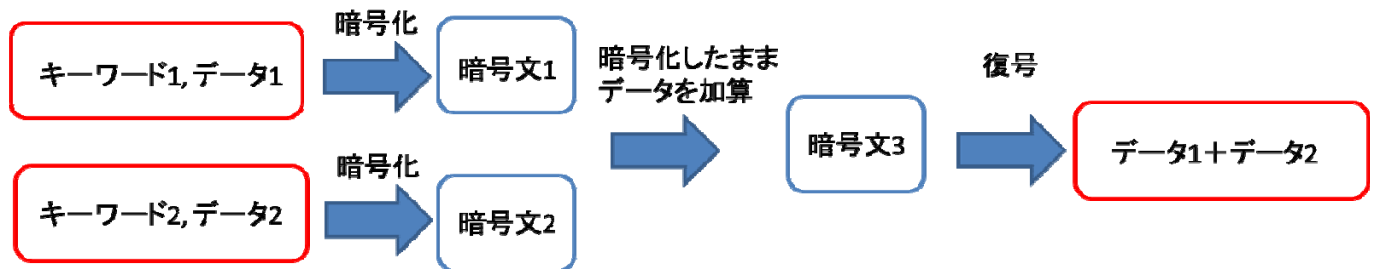 暗号化
キーワード1,データ1
暗号文1
暗号化したまま
データを加算
復号
暗号文3
データ1+データ2
暗号化
キーワード2,データ2
暗号文2